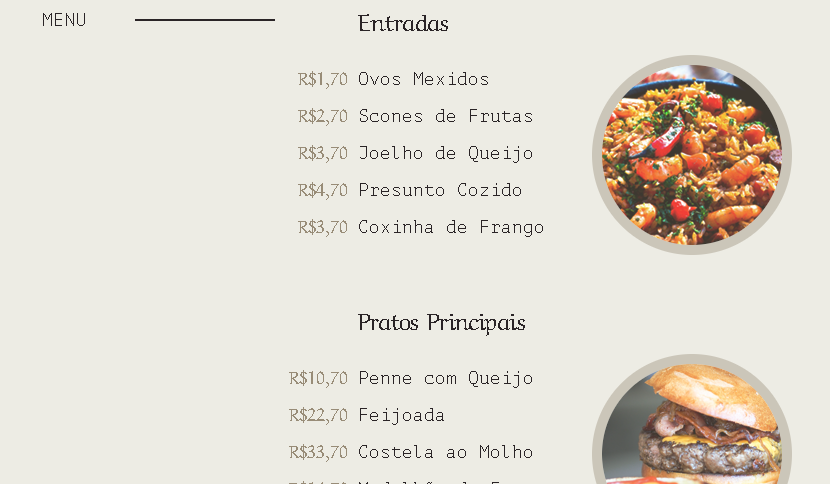 MENU
Entradas
R$1,70 Ovos Mexidos
R$2,70 Scones de Frutas
R$3,70 Joelho de Queijo
R$4,70 Presunto Cozido
R$3,70 Coxinha de Frango
Pratos Principais
R$10,70 Penne com Queijo
R$22,70 Feijoada
R$33,70 Costela ao Molho